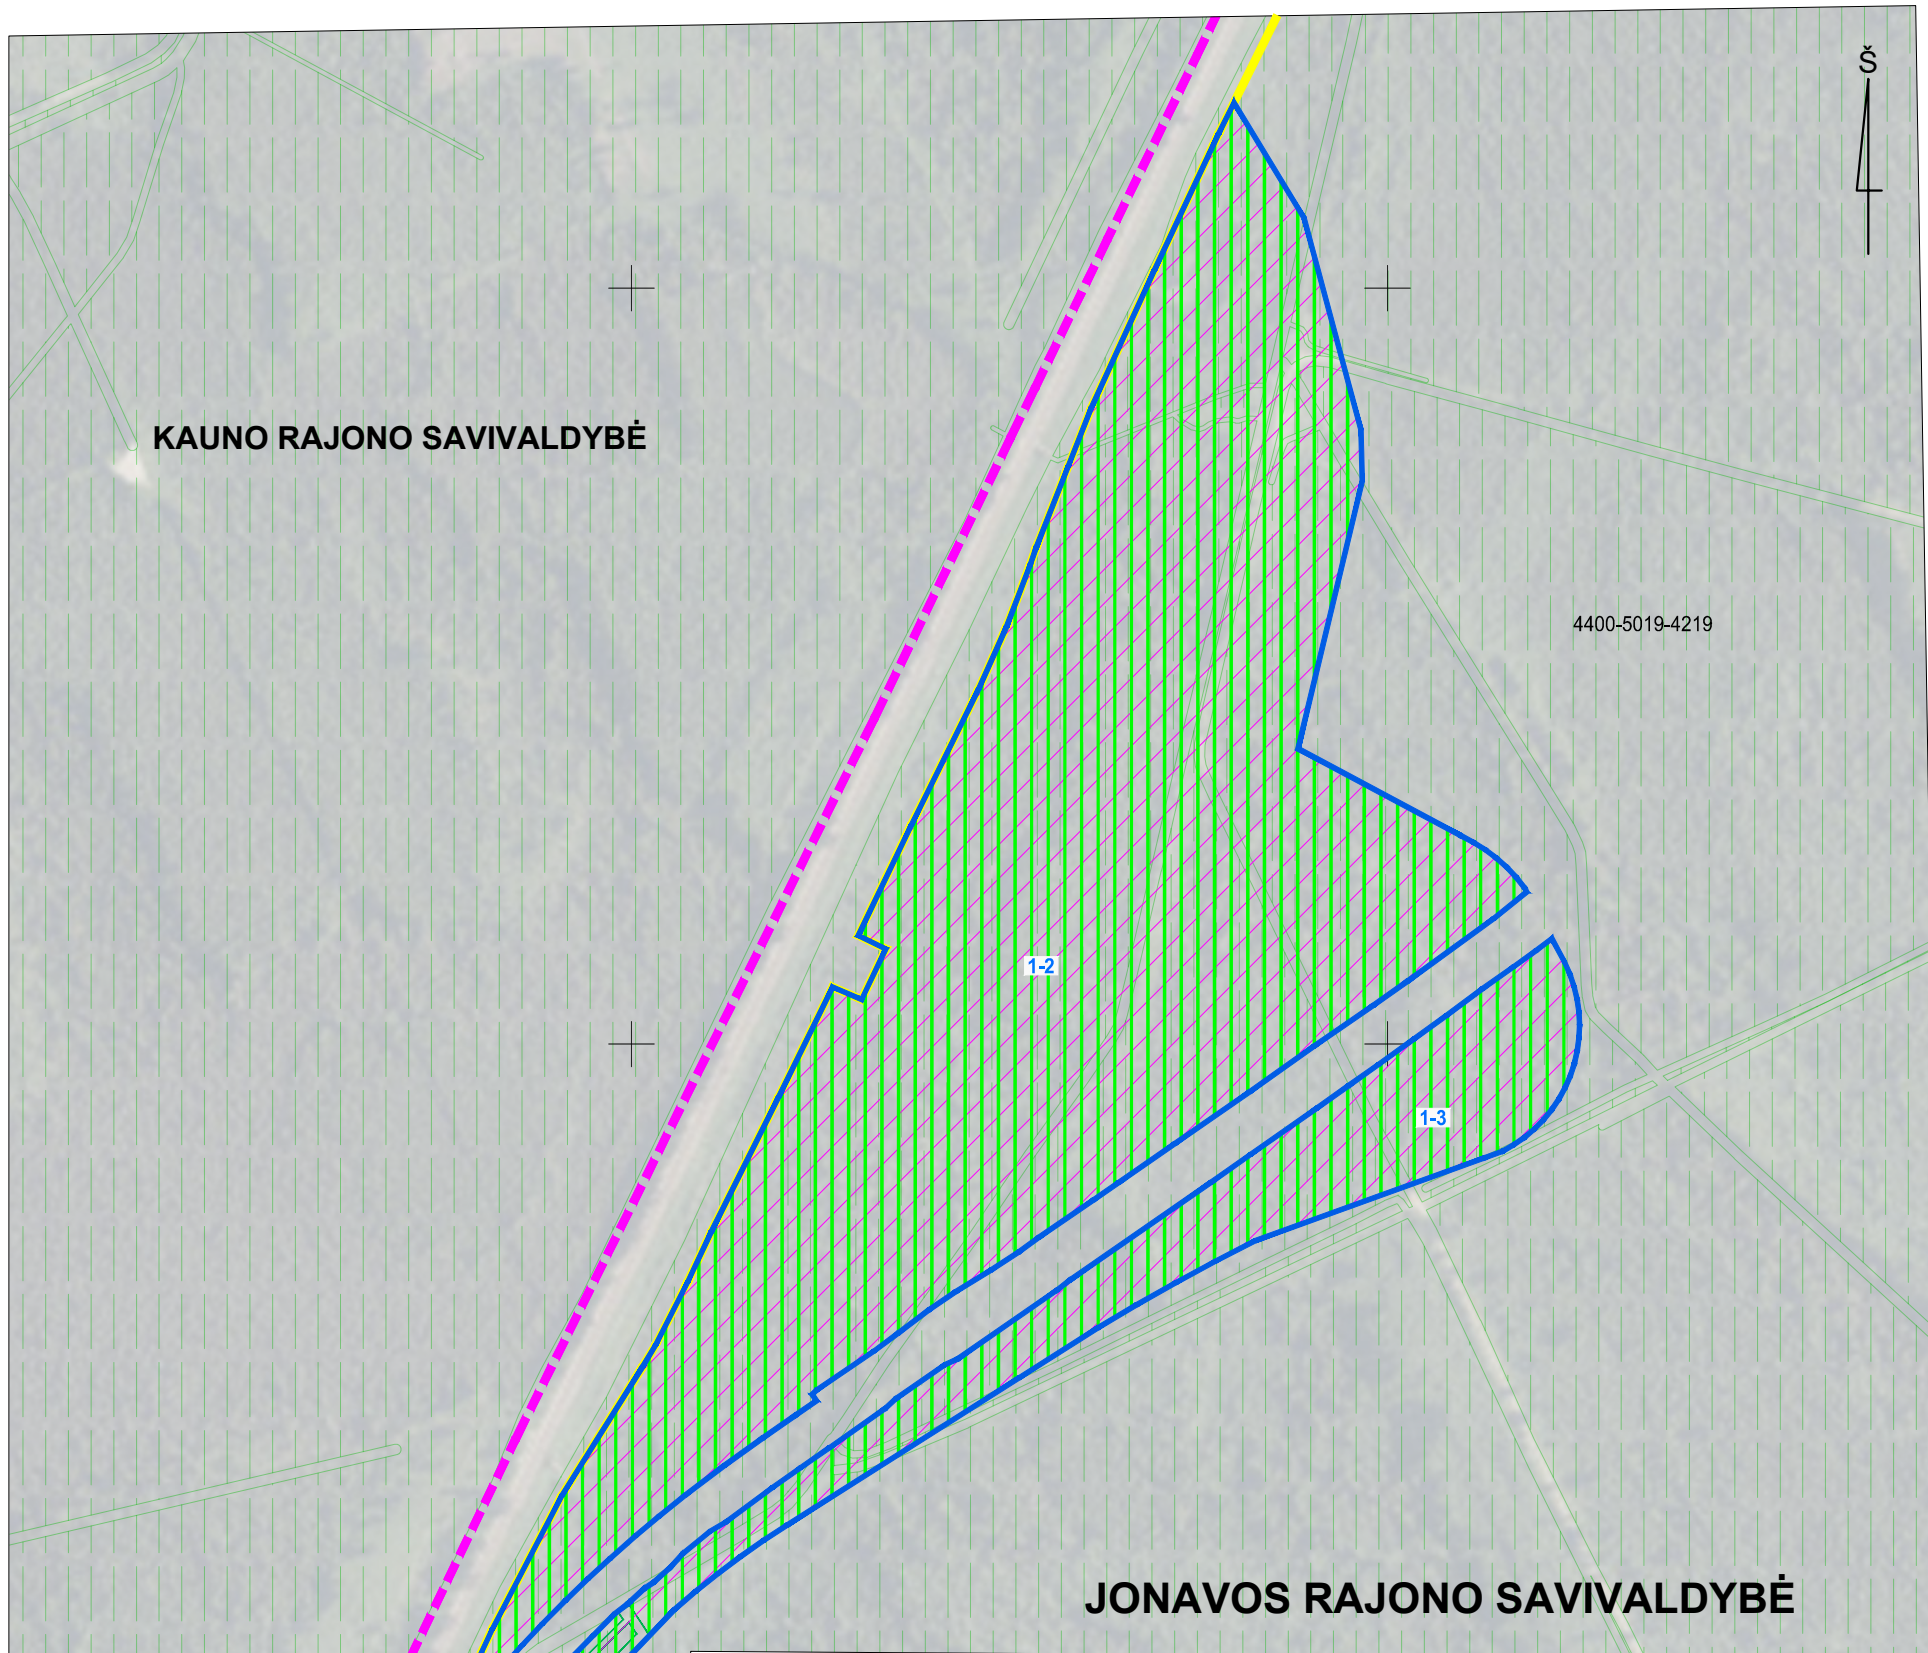 Š
KAUNO RAJONO SAVIVALDYBĖ
4400-5019-4219
1-2
1-3
JONAVOS RAJONO SAVIVALDYBĖ